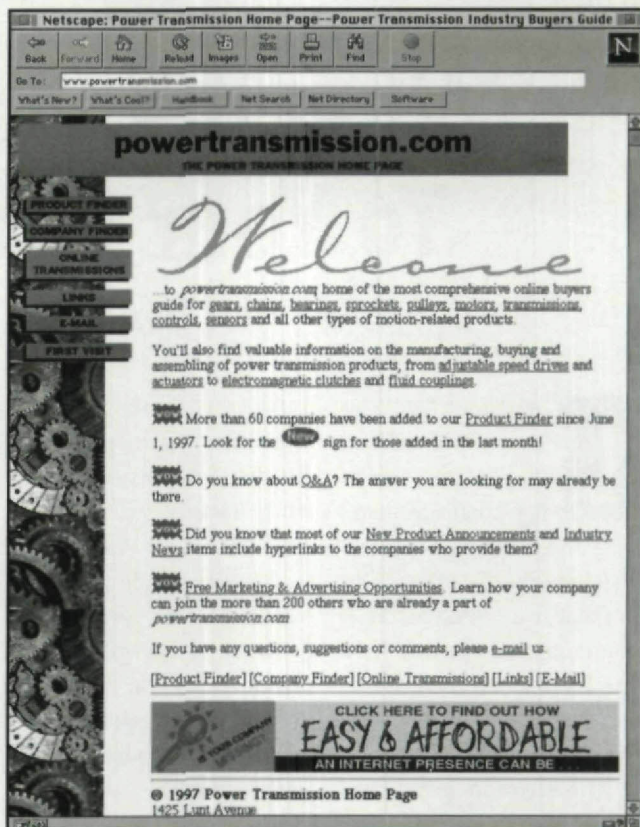 Netscape: Power Transmission Home Page--Power Transmission Industry Buyers Guide
Back Forward Home Reload Images Open Print Find Stop
N
Go To: www.powertransmission.com
What's New? What's Cool? Handbook Net Search Net Directory Software
powertransmission.com
THE POWER TRANSMISSION HOME PAGE
PRODUCT FINDER
COMPANY FINDER
ONLINE
TRANSMISSIONS
LINKS
E-MAIL
FIRST VISIT
Welcome
...to powertransmission.com, home of the most comprehensive online buyers
guide for gears, chains, bearings, sprockets, pulleys, motors, transmissions,
controls, sensors and all other types of motion-related products.
You'll also find valuable information on the manufacturing, buying and
assembling of power transmission products, from adjustable speed drives and
actuators to electromagnetic clutches and fluid couplings.
More than 60 companies have been added to our Product Finder since June
1, 1997. Look for the New sign for those added in the last month!
Do you know about Q&A? The answer you are looking for may already be
there.
Did you know that most of our New Product Announcements and Industry
News items include hyperlinks to the companies who provide them?
Free Marketing & Advertising Opportunities. Learn how your company
can join the more than 200 others who are already a part of
powertransmission.com
If you have any questions, suggestions or comments, please e-mail us.
[Product Finder] [Company Finder] [Online Transmissions] [Links] [E-Mail]
IS YOUR COMPANY
MISSING?
CLICK HERE TO FIND OUT HOW
EASY & AFFORDABLE
AN INTERNET PRESENCE CAN BE . . .
© 1997 Power Transmission Home Page
1425 Lunt Avenue